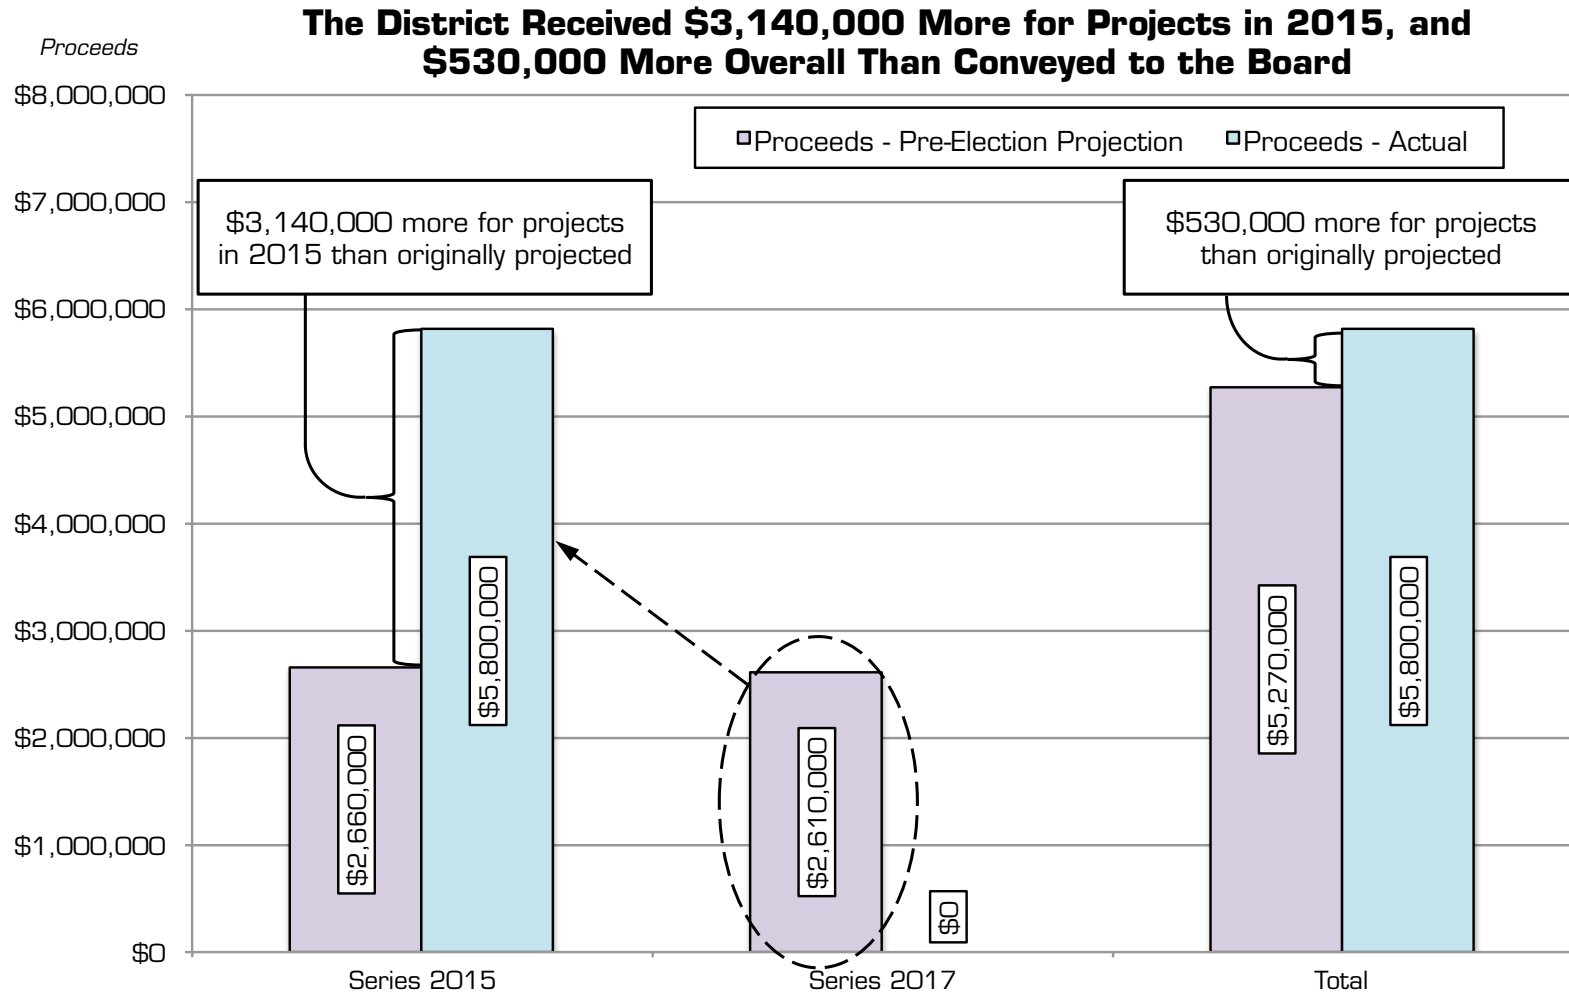 The District Received $3,140,000 More for Projects in 2015, and
$530,000 More Overall Than Conveyed to the Board
Proceeds
$8,000,000
$7,000,000
$6,000,000
$5,000,000
$4,000,000
$3,000,000
$2,000,000
$1,000,000
$0
Proceeds - Pre-Election Projection
Proceeds - Actual
$3,140,000 more for projects
in 2015 than originally projected
$530,000 more for projects
than originally projected
$2,660,000
$5,800,000
$2,610,000
$0
$5,270,000
$5,800,000
Series 2015
Series 2017
Total